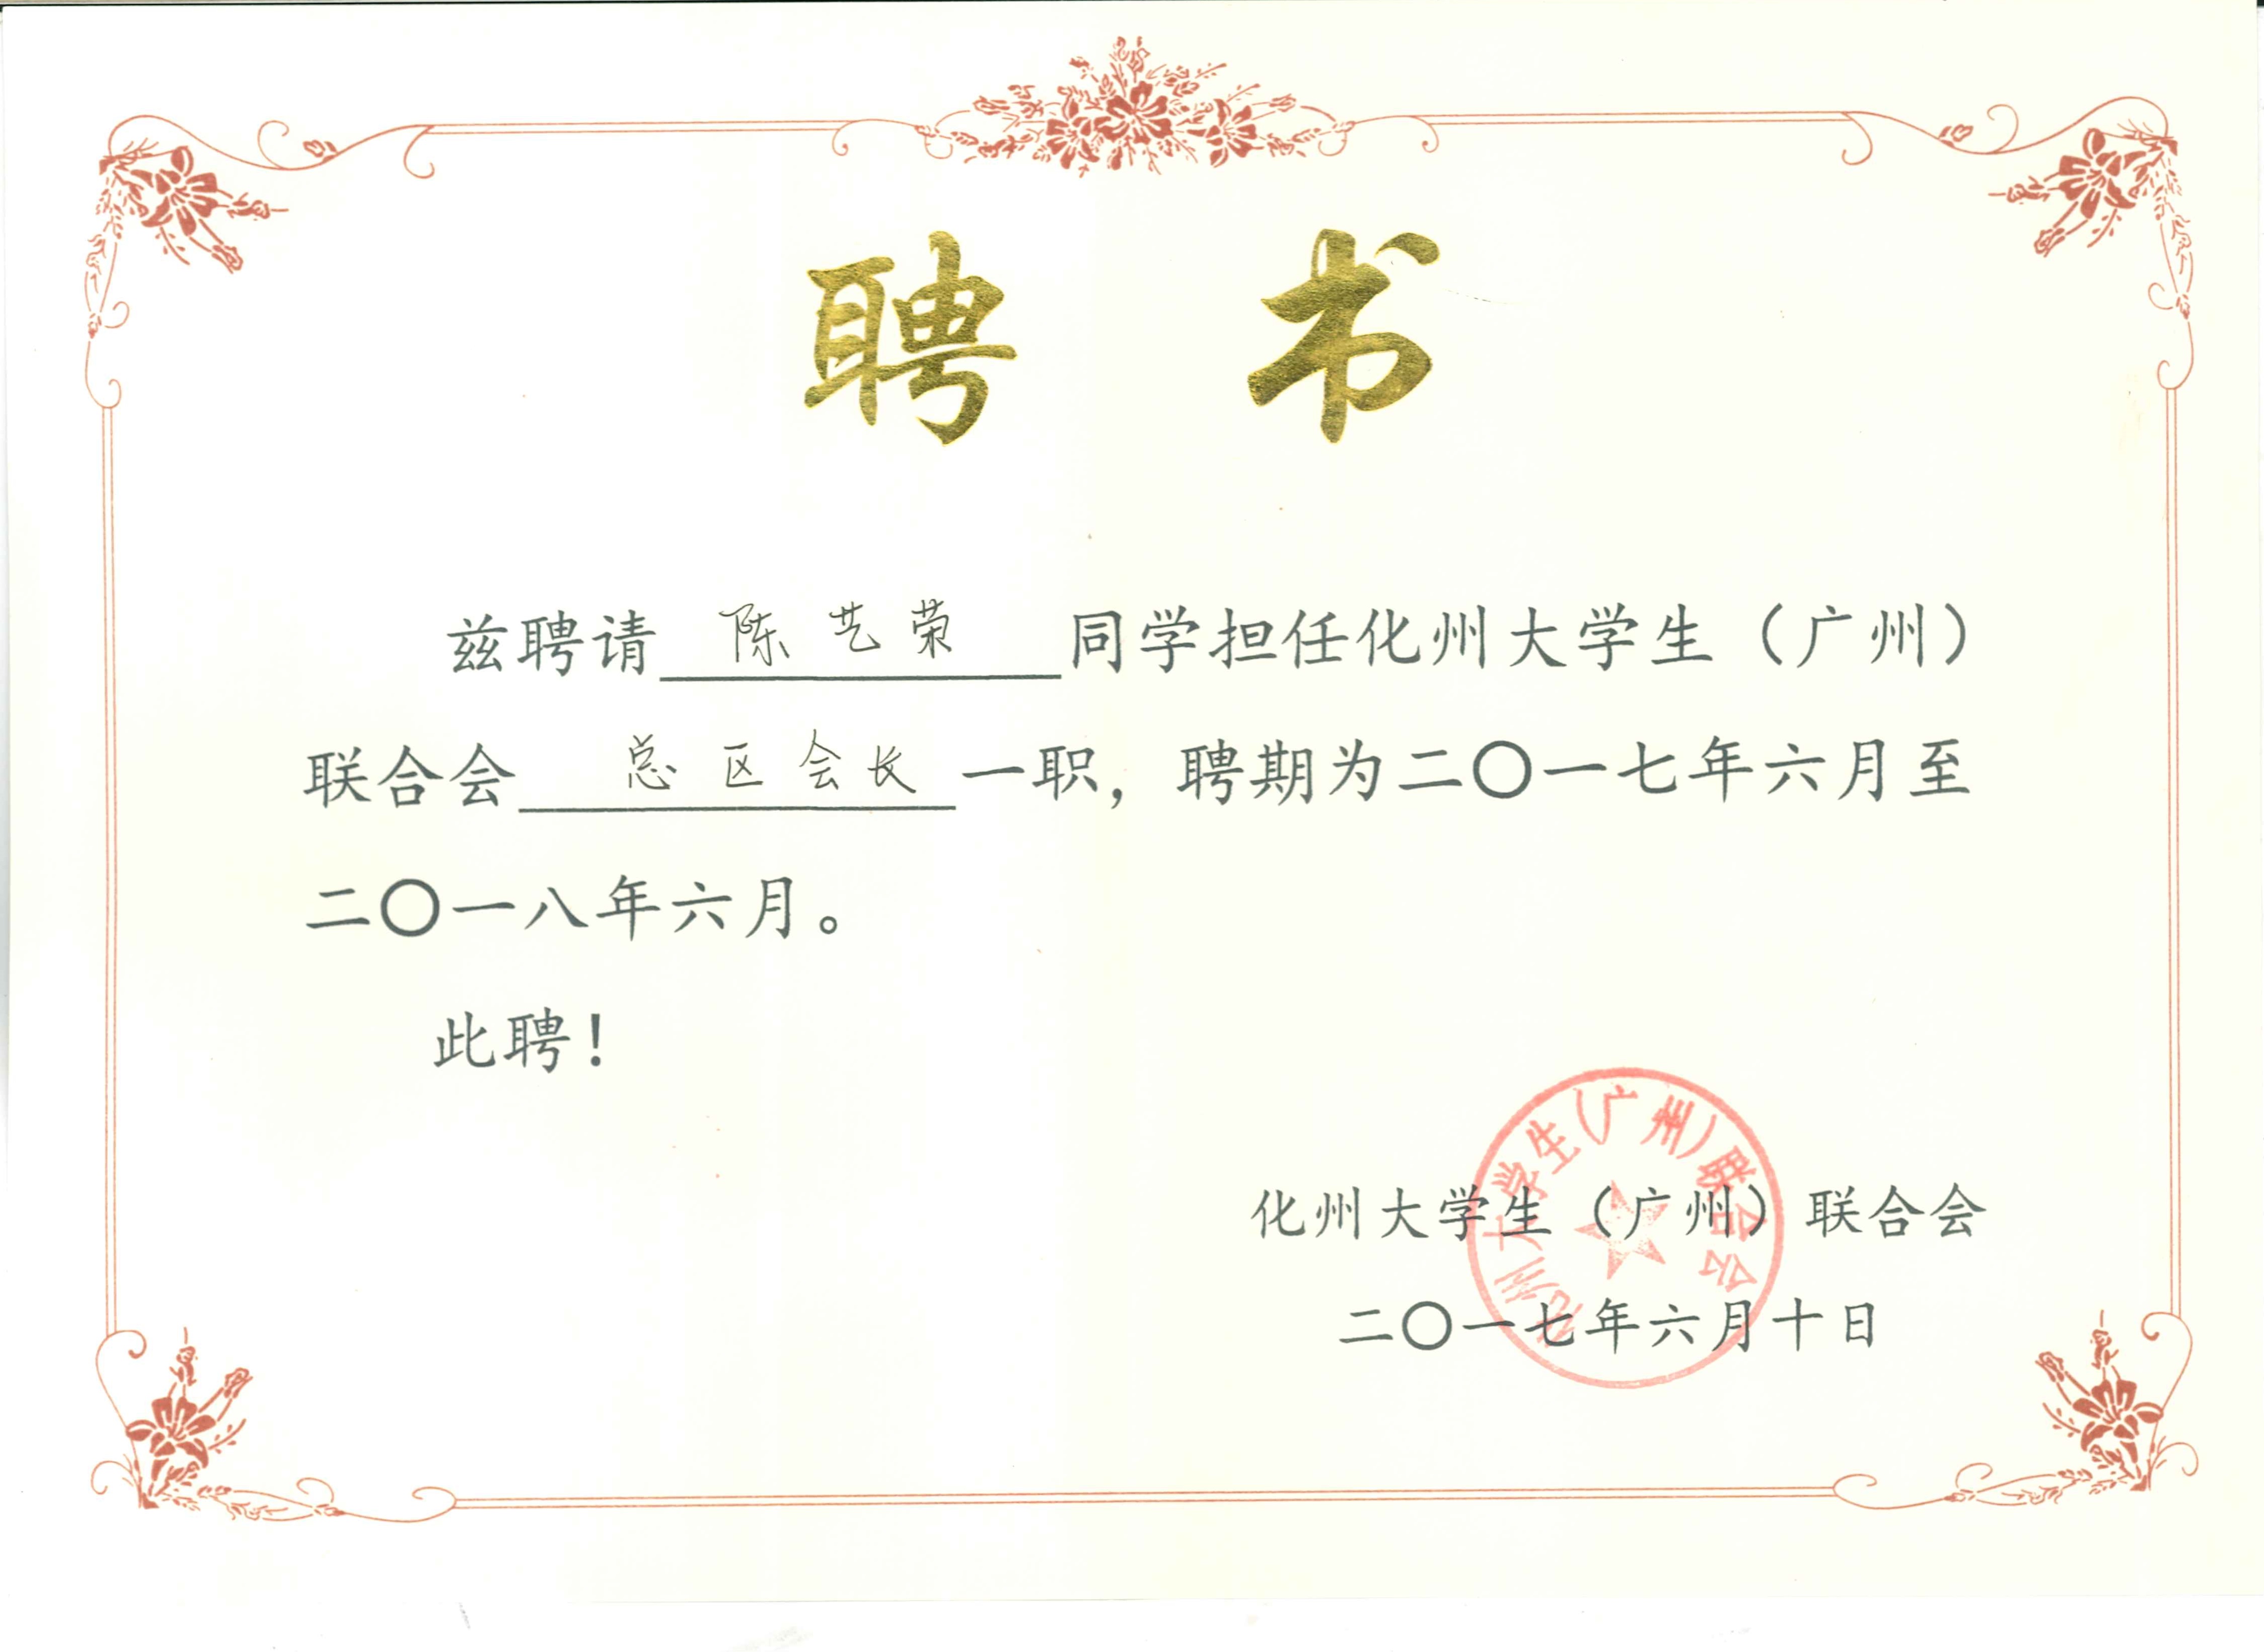 聘书
兹聘请 陈艺荣 同学担任化州大学生（广州）
联合会 总区会长 一职，聘期为二〇一七年六月至
二〇一八年六月。
此聘！
化州大学生（广州）联合会
化州大学生（广州）联合会
二〇一七年六月十日